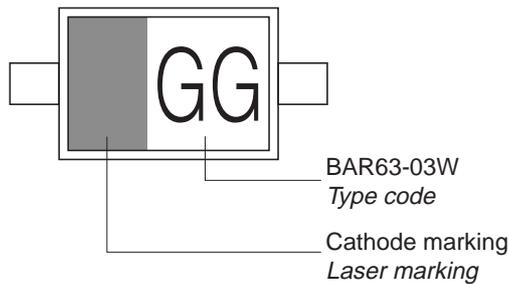 GG
BAR63-03W
Type code
Cathode marking
Laser marking